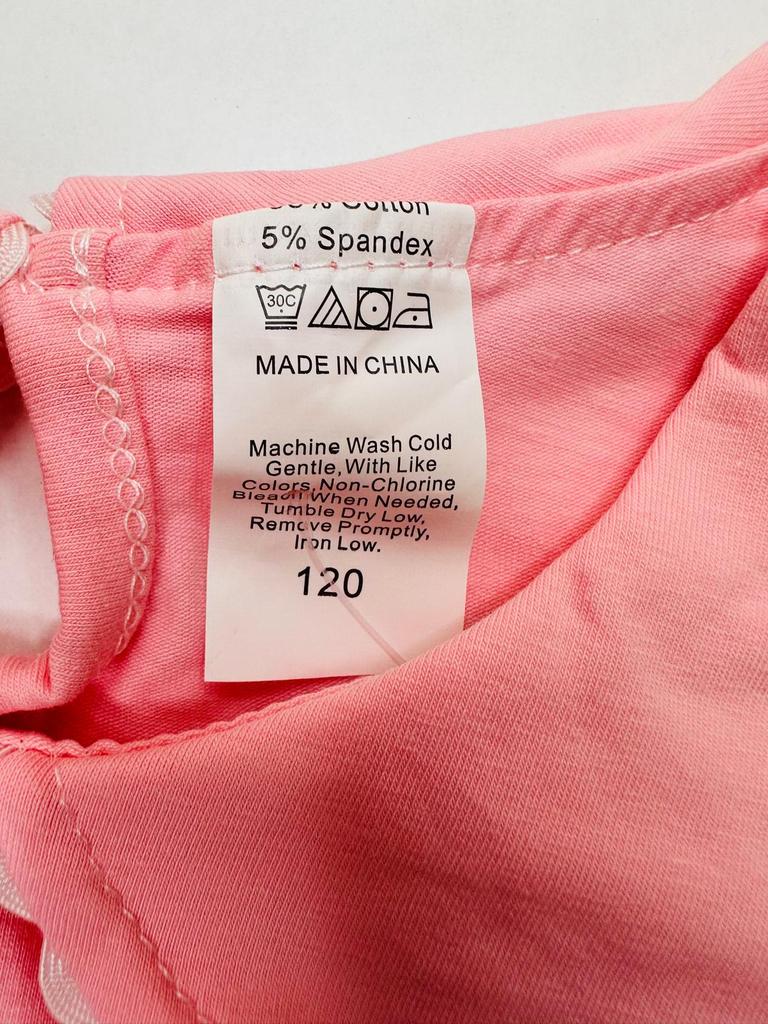 % Cotton
5% Spandex
30C
MADE IN CHINA
Machine Wash Cold
Gentle,With Like
Colors,Non-Chlorine
Bleach When Needed,
Tumble Dry Low,
Remove Promptly,
Iron Low.
120